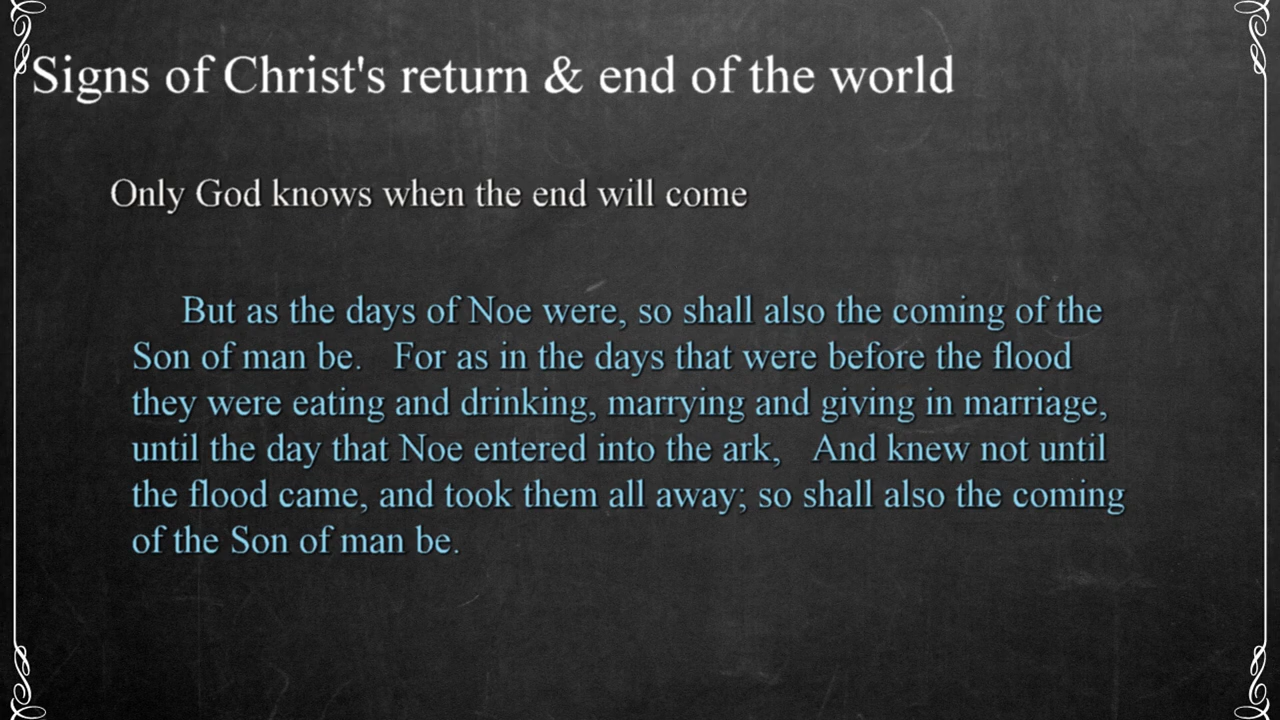 Signs of Christ's return & end of the world
Only God knows when the end will come
But as the days of Noe were, so shall also the coming of the
Son of man be. For as in the days that were before the flood
they were eating and drinking, marrying and giving in marriage,
until the day that Noe entered into the ark, And knew not until
the flood came, and took them all away; so shall also the coming
of the Son of man be.